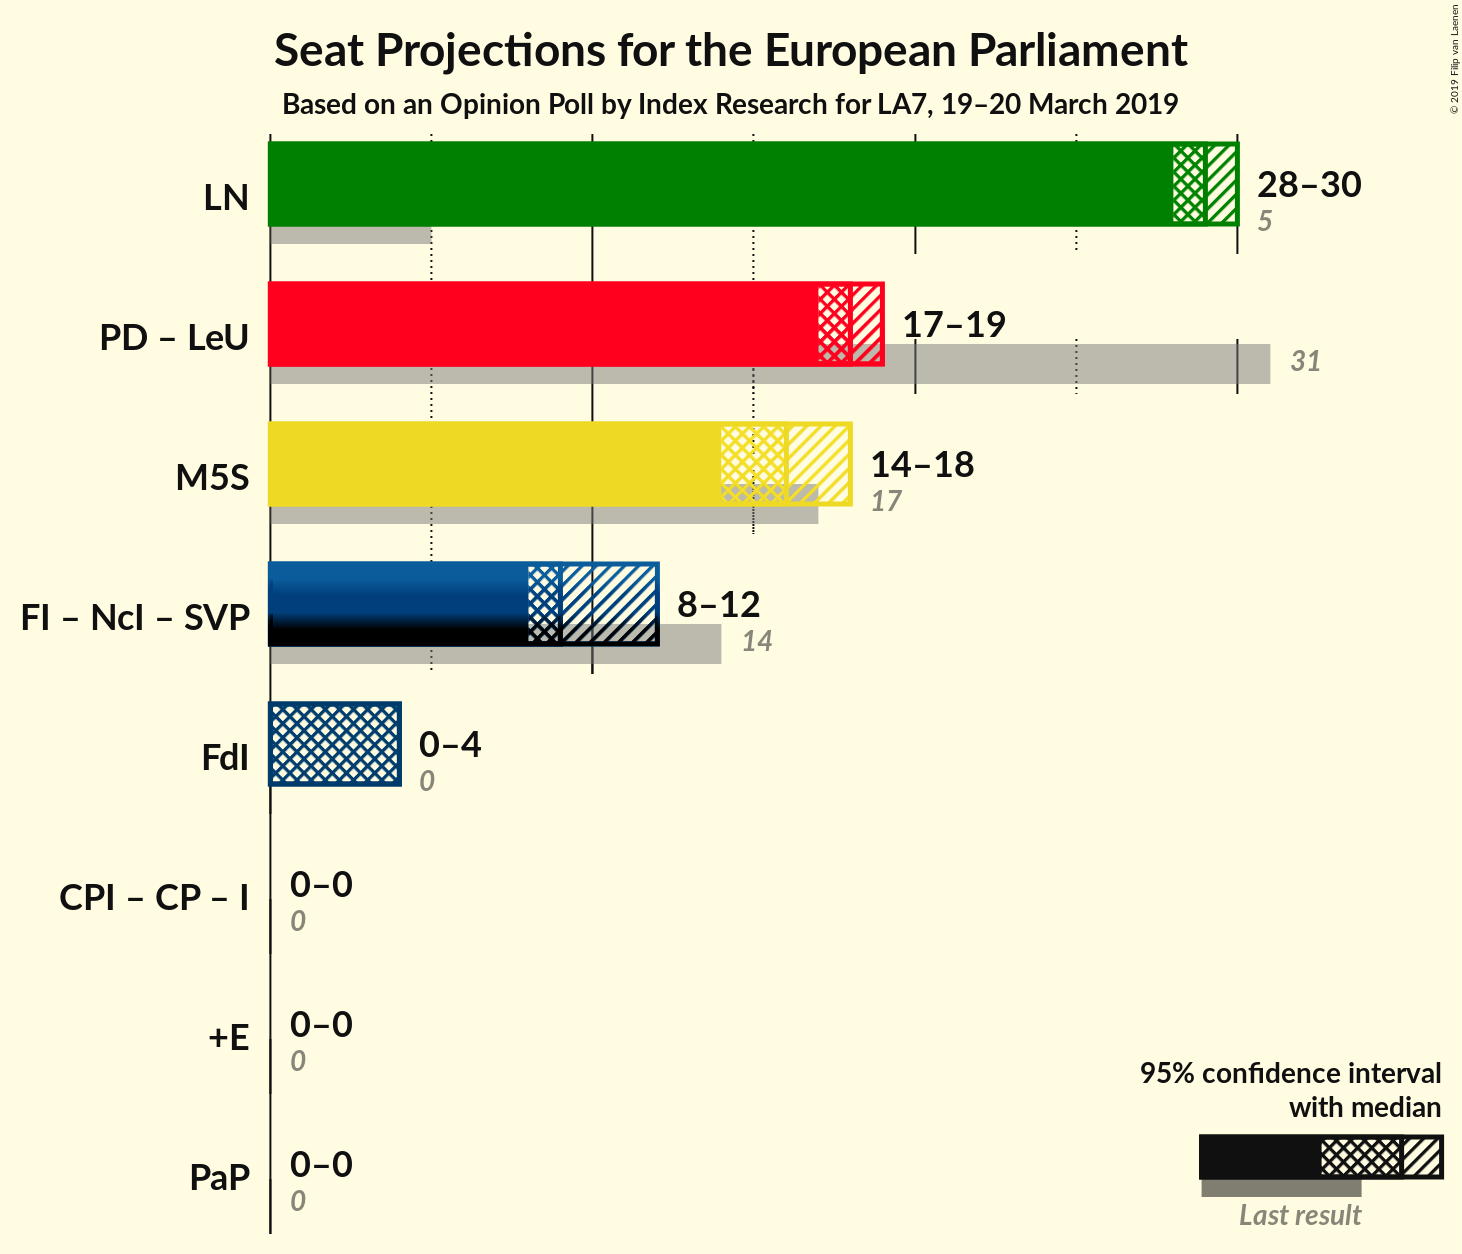 Seat Projections for the European Parliament
Based on an Opinion Poll by Index Research for LA7, 19–20 March 2019
© 2019 Filip van Laenen
LN
28–30
5
PD – LeU
17–19
31
M5S
14–18
17
FI – NcI – SVP
8–12
14
FdI
0–4
0
CPI – CP – I
0–0
0
+E
0–0
0
PaP
0–0
0
95% confidence interval
with median
Last result